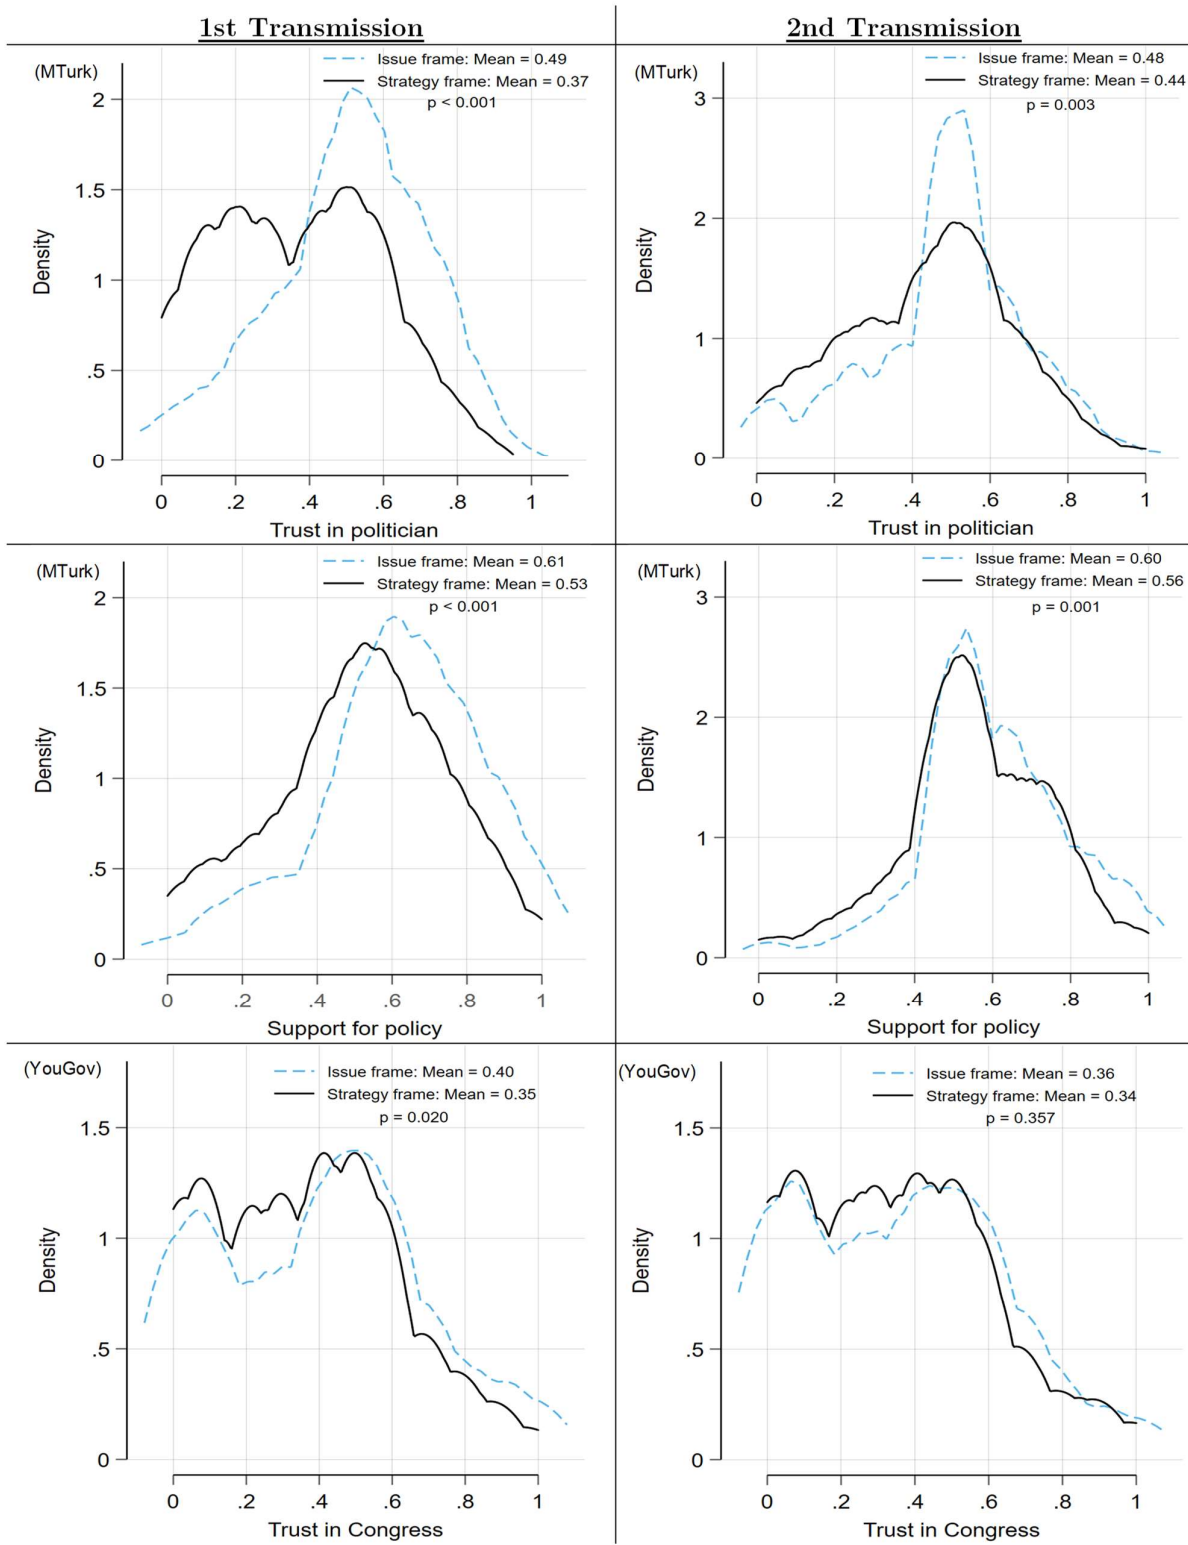 1st Transmission
2nd Transmission
(MTurk)
Issue frame: Mean = 0.49
Strategy frame: Mean = 0.37
p < 0.001
2
1.5
1
.5
0
Density
0 .2 .4 .6 .8 1
Trust in politician
(MTurk)
Issue frame: Mean = 0.48
Strategy frame: Mean = 0.44
p = 0.003
3
2
1
0
Density
0 .2 .4 .6 .8 1
Trust in politician
(MTurk)
Issue frame: Mean = 0.61
Strategy frame: Mean = 0.53
p < 0.001
2
1.5
1
.5
0
Density
0 .2 .4 .6 .8 1
Support for policy
(MTurk)
Issue frame: Mean = 0.60
Strategy frame: Mean = 0.56
p = 0.001
3
2
1
0
Density
0 .2 .4 .6 .8 1
Support for policy
(YouGov)
Issue frame: Mean = 0.40
Strategy frame: Mean = 0.35
p = 0.020
1.5
1
.5
0
Density
0 .2 .4 .6 .8 1
Trust in Congress
(YouGov)
Issue frame: Mean = 0.36
Strategy frame: Mean = 0.34
p = 0.357
1.5
1
.5
0
Density
0 .2 .4 .6 .8 1
Trust in Congress